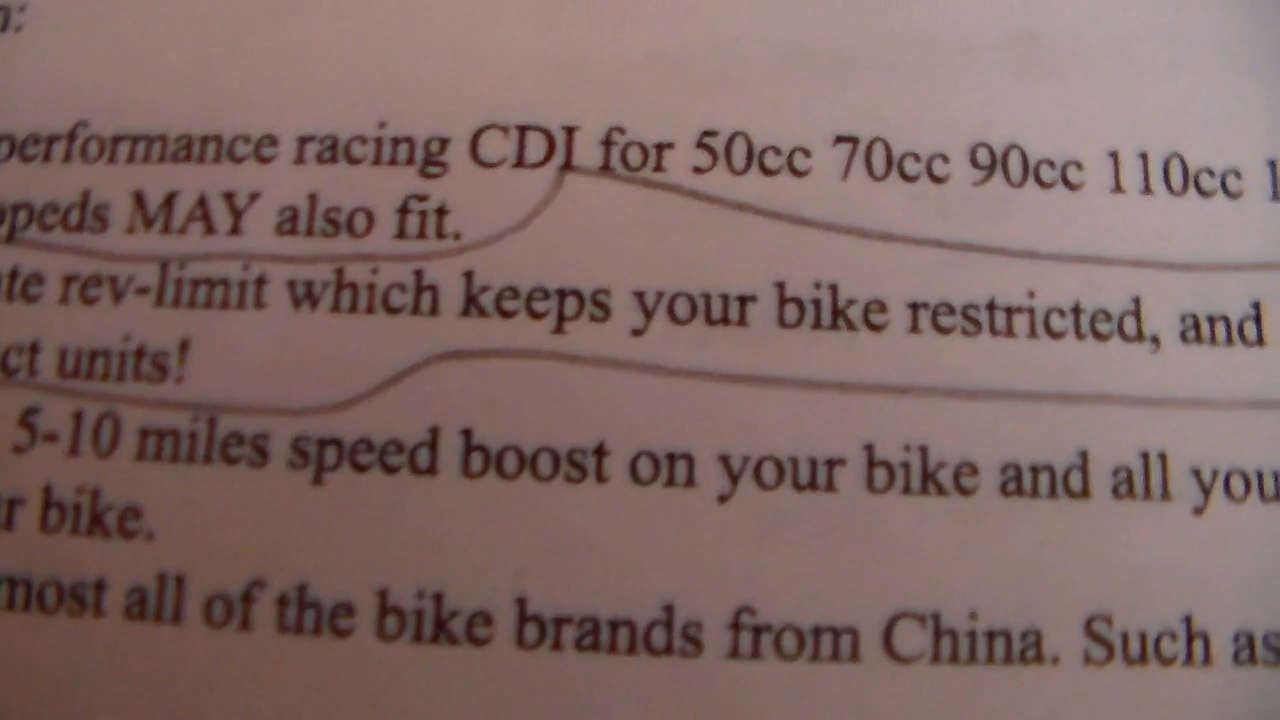 performance racing CDI for 50cc 70cc 90cc 110cc 1
peds MAY also fit.
te rev-limit which keeps your bike restricted, and
ct units!
5-10 miles speed boost on your bike and all you
r bike.
most all of the bike brands from China. Such as